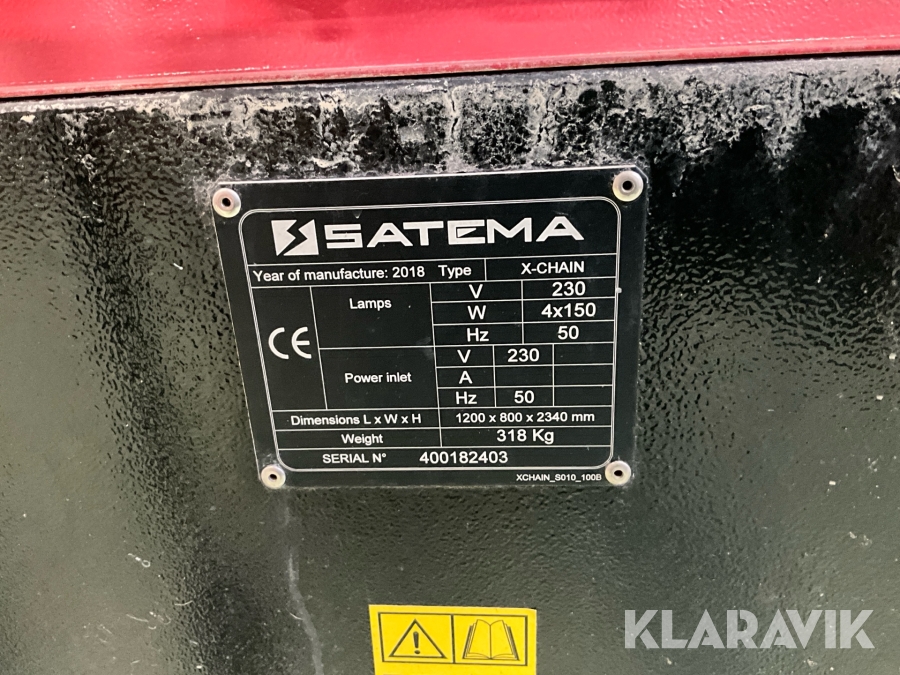 SATEMA
Year of manufacture: 2018 Type X-CHAIN
CE
Lamps
V 230
W 4x150
Hz 50
Power inlet
V 230
A
Hz 50
Dimensions L x W x H 1200 x 800 x 2340 mm
Weight 318 Kg
SERIAL N° 400182403
XCHAIN_S010_100B
KLARAVIK